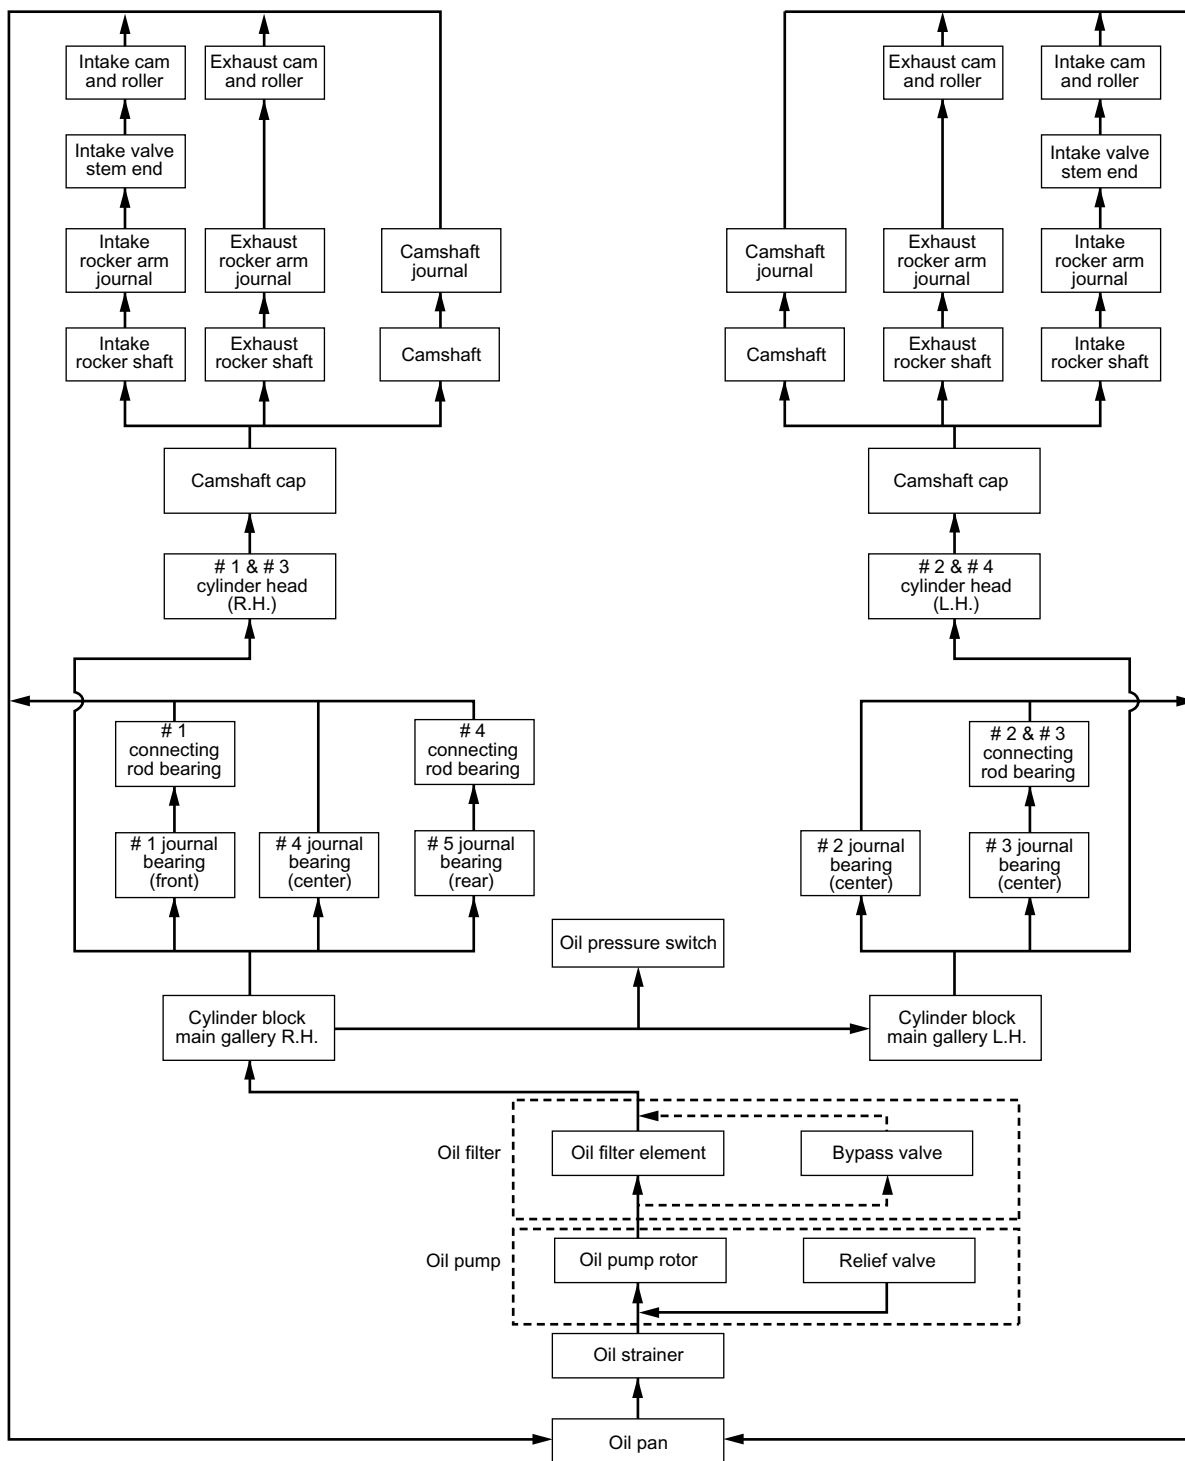 Intake cam
and roller
Exhaust cam
and roller
Exhaust cam
and roller
Intake cam
and roller
Intake valve
stem end
Intake valve
stem end
Intake
rocker arm
journal
Exhaust
rocker arm
journal
Camshaft
journal
Camshaft
journal
Exhaust
rocker arm
journal
Intake
rocker arm
journal
Intake
rocker shaft
Exhaust
rocker shaft
Camshaft
Camshaft
Exhaust
rocker shaft
Intake
rocker shaft
Camshaft cap
Camshaft cap
# 1 & # 3
cylinder head
(R.H.)
# 2 & # 4
cylinder head
(L.H.)
# 1
connecting
rod bearing
# 4
connecting
rod bearing
# 2 & # 3
connecting
rod bearing
# 1 journal
bearing
(front)
# 4 journal
bearing
(center)
# 5 journal
bearing
(rear)
# 2 journal
bearing
(center)
# 3 journal
bearing
(center)
Oil pressure switch
Cylinder block
main gallery R.H.
Cylinder block
main gallery L.H.
Oil filter
Oil filter element
Bypass valve
Oil pump
Oil pump rotor
Relief valve
Oil strainer
Oil pan